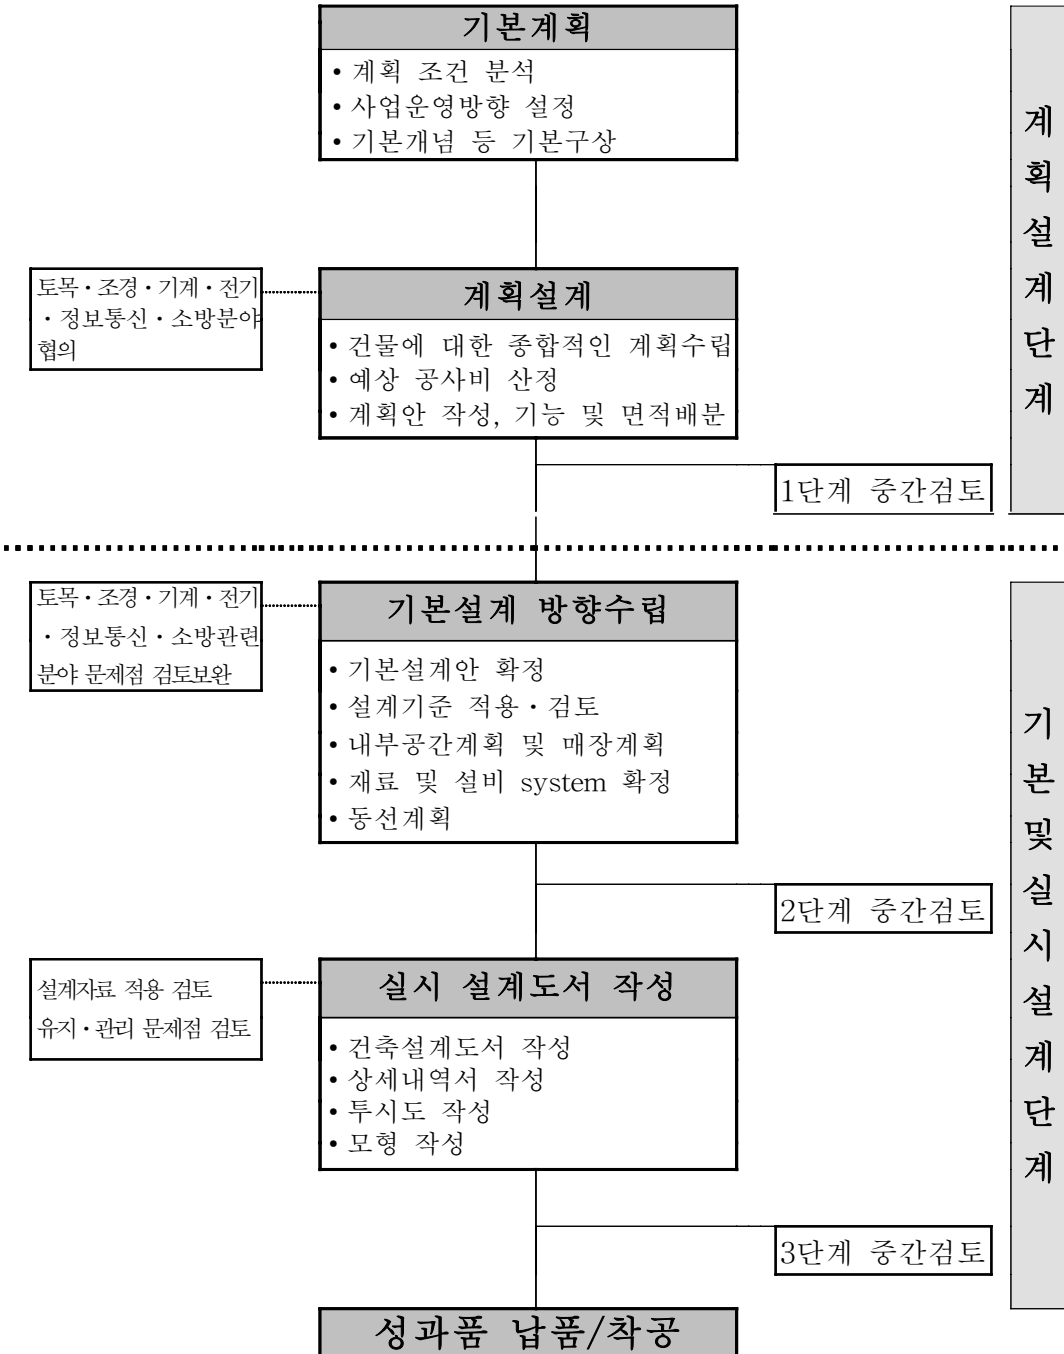 기본계획
• 계획 조건 분석
• 사업운영방향 설정
• 기본개념 등 기본구상
계획설계단계
토목・조경・기계・전기
・정보통신・소방분야
협의
계획설계
• 건물에 대한 종합적인 계획수립
• 예상 공사비 산정
• 계획안 작성, 기능 및 면적배분
1단계 중간검토
토목・조경・기계・전기
・정보통신・소방관련
분야 문제점 검토보완
기본설계 방향수립
• 기본설계안 확정
• 설계기준 적용・검토
• 내부공간계획 및 매장계획
• 재료 및 설비 system 확정
• 동선계획
기본및실시설계단계
2단계 중간검토
설계자료 적용 검토
유지・관리 문제점 검토
실시 설계도서 작성
• 건축설계도서 작성
• 상세내역서 작성
• 투시도 작성
• 모형 작성
3단계 중간검토
성과품 납품/착공